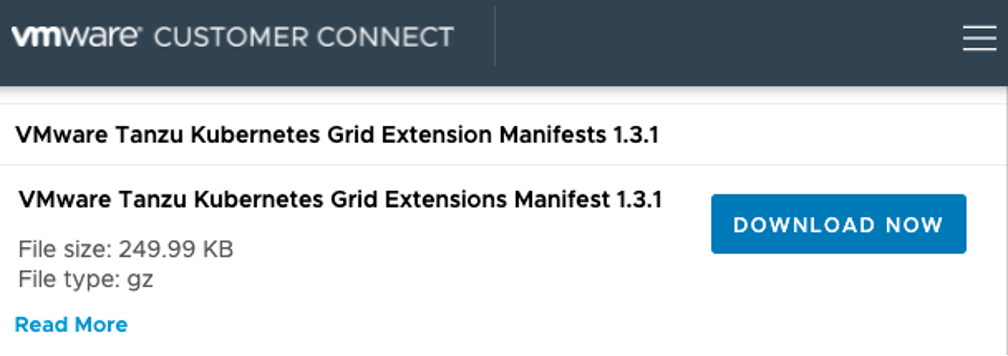 vmware® CUSTOMER CONNECT
VMware Tanzu Kubernetes Grid Extension Manifests 1.3.1
VMware Tanzu Kubernetes Grid Extensions Manifest 1.3.1
DOWNLOAD NOW
File size: 249.99 KB
File type: gz
Read More